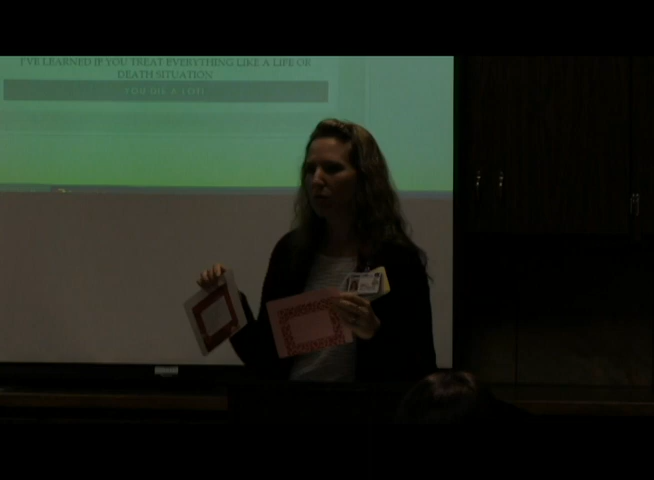 I'VE LEARNED IF YOU TREAT EVERYTHING LIKE A LIFE OR
DEATH SITUATION
YOU DIE A LOT!